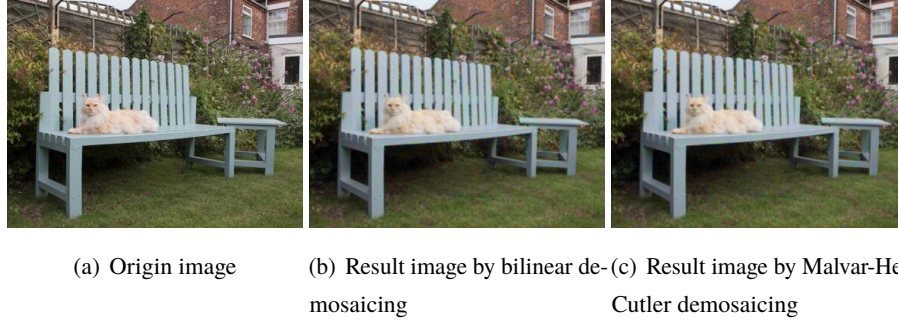 (a) Origin image
(b) Result image by bilinear de-
mosaicing
(c) Result image by Malvar-He
Cutler demosaicing